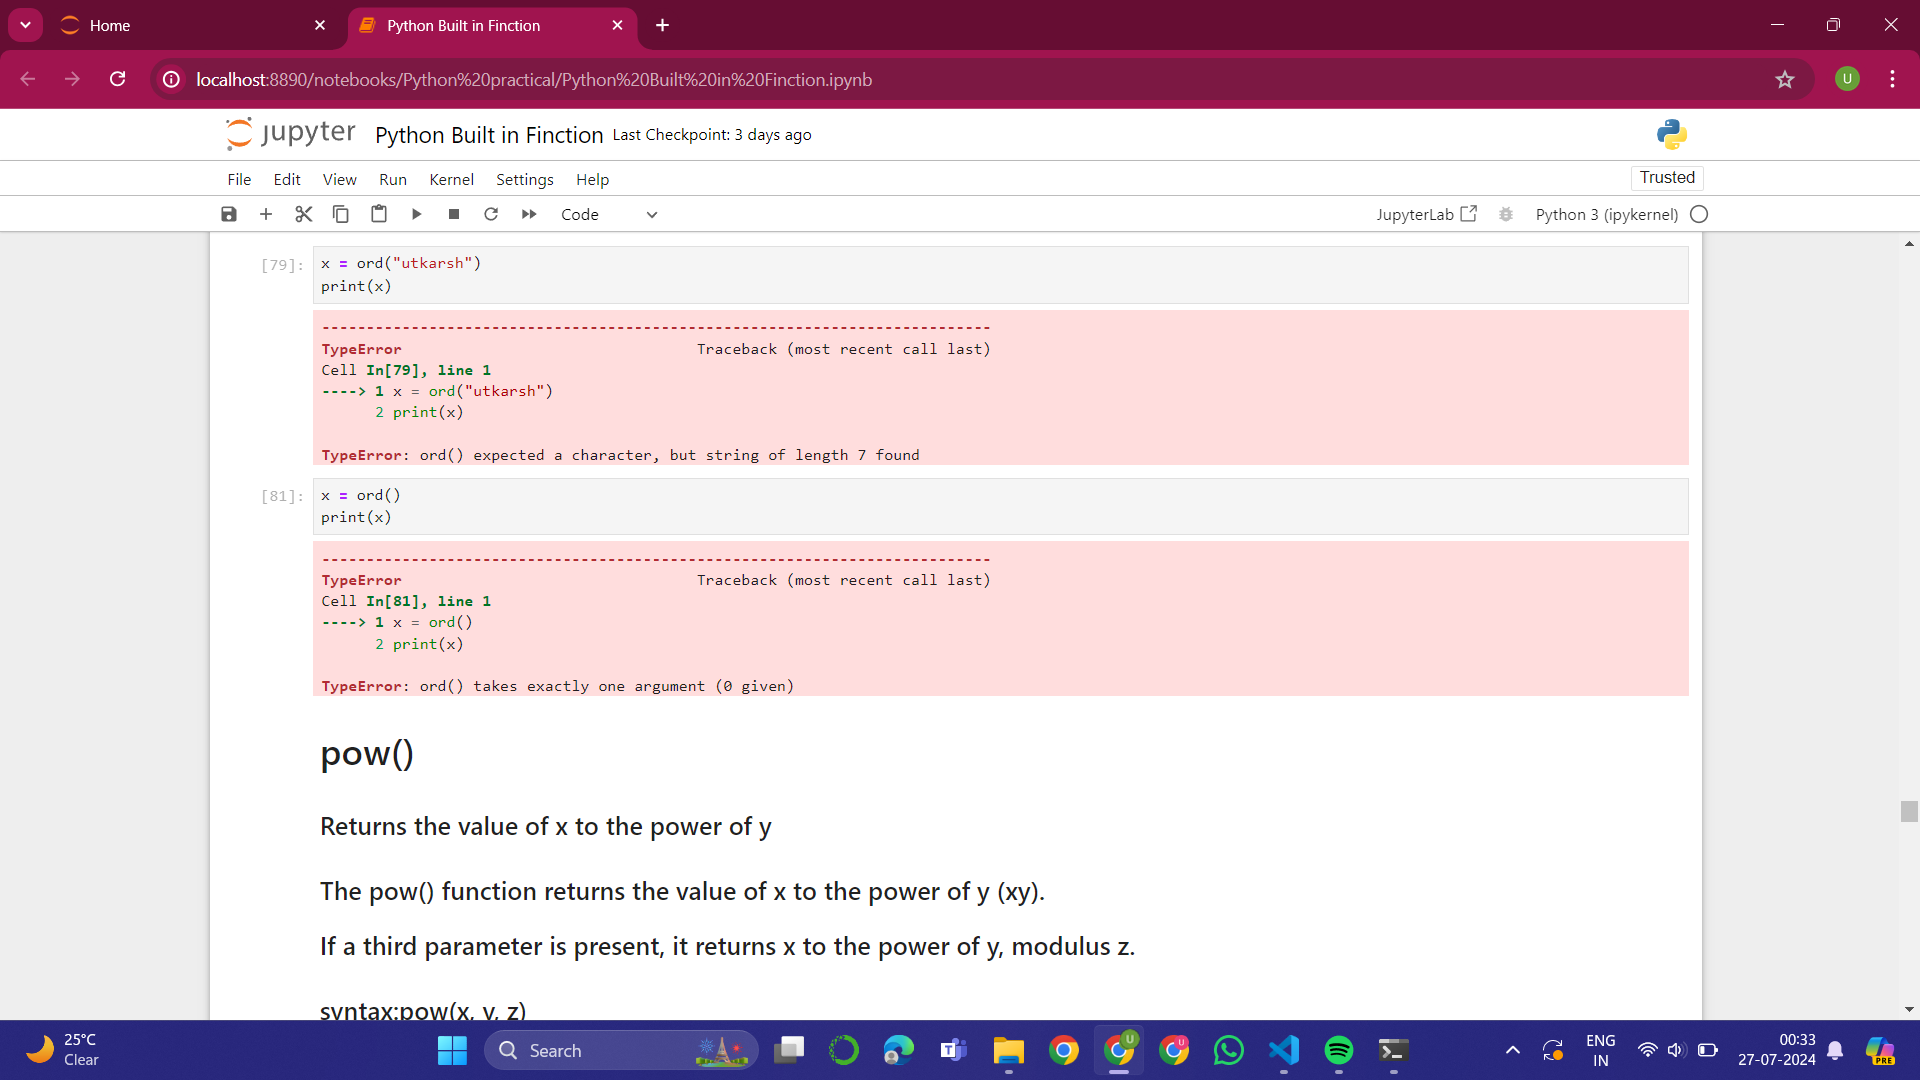 Home
Python Built in Finction
localhost:8890/notebooks/Python%20practical/Python%20Built%20in%20Finction.ipynb
U
jupyter Python Built in Finction Last Checkpoint: 3 days ago
File Edit View Run Kernel Settings Help
Trusted
Code
JupyterLab
Python 3 (ipykernel)
[79]:
x = ord("utkarsh")
print(x)
---------------------------------------------------------------------------
TypeError                                 Traceback (most recent call last)
Cell In[79], line 1
----> 1 x = ord("utkarsh")
      2 print(x)
TypeError: ord() expected a character, but string of length 7 found
[81]:
x = ord()
print(x)
---------------------------------------------------------------------------
TypeError                                 Traceback (most recent call last)
Cell In[81], line 1
----> 1 x = ord()
      2 print(x)
TypeError: ord() takes exactly one argument (0 given)
pow()
Returns the value of x to the power of y
The pow() function returns the value of x to the power of y (xy).
If a third parameter is present, it returns x to the power of y, modulus z.
syntax:pow(x, y, z)
25°C
Clear
Search
U
U
ENG
IN
00:33
27-07-2024
PRE